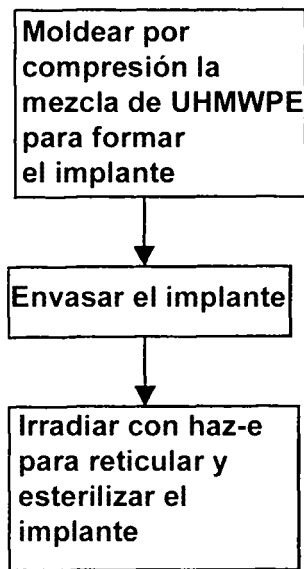 Moldear por
compresión la
mezcla de UHMWPE
para formar
el implante
Envasar el implante
Irradiar con haz-e
para reticular y
esterilizar el
implante